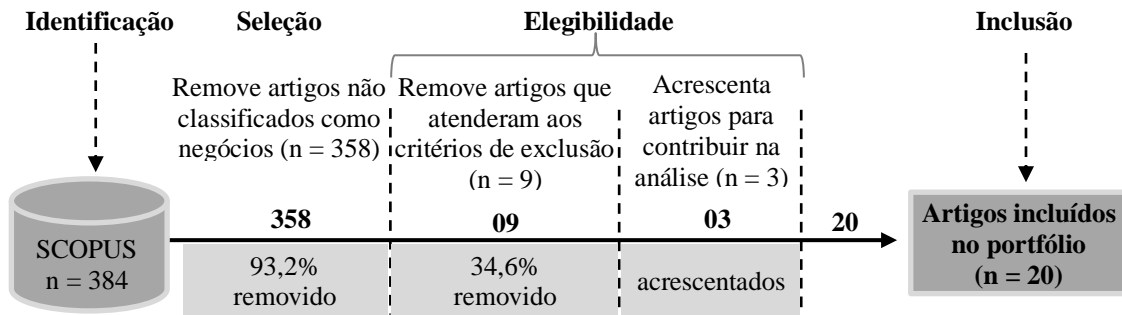 Identificação
Seleção
Elegibilidade
Inclusão
Remove artigos não
classificados como
negócios (n = 358)
Remove artigos que
atenderam aos
critérios de exclusão
(n = 9)
Acrescenta
artigos para
contribuir na
análise (n = 3)
SCOPUS
n = 384
358
09
03
20
93,2%
removido
34,6%
removido
acrescentados
Artigos incluídos
no portfólio
(n = 20)